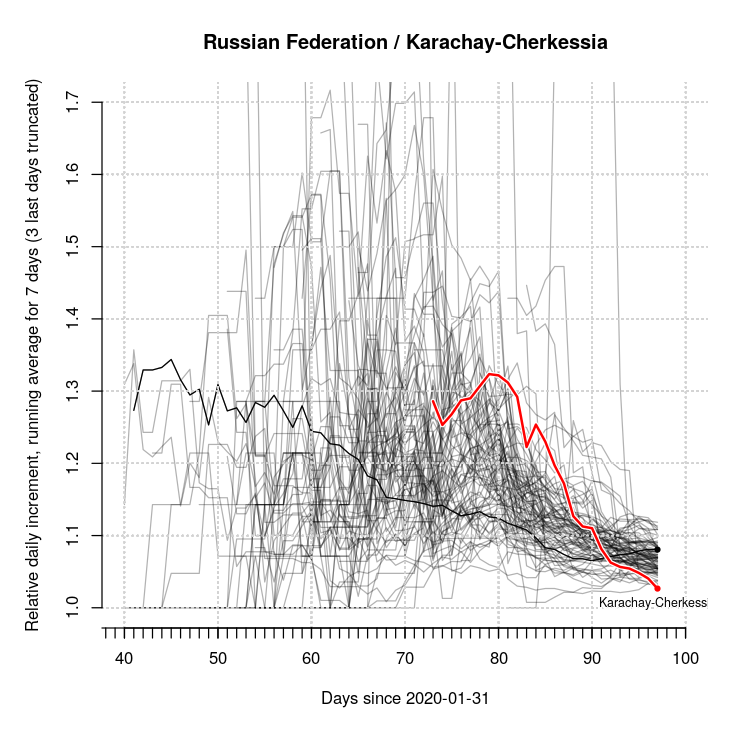 Russian Federation / Karachay-Cherkessia
Relative daily increment, running average for 7 days (3 last days truncated)
1.7
1.6
1.5
1.4
1.3
1.2
1.1
1.0
Karachay-Cherkess
40 50 60 70 80 90 100
Days since 2020-01-31